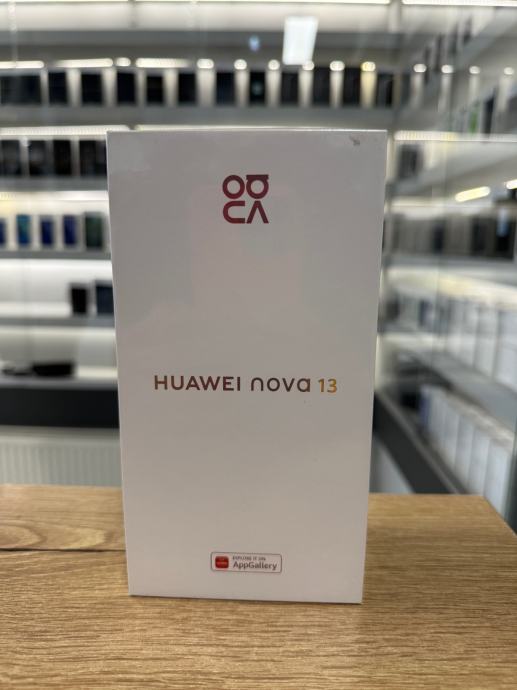 HUAWEI nova 13
EXPLORE IT ON
AppGallery